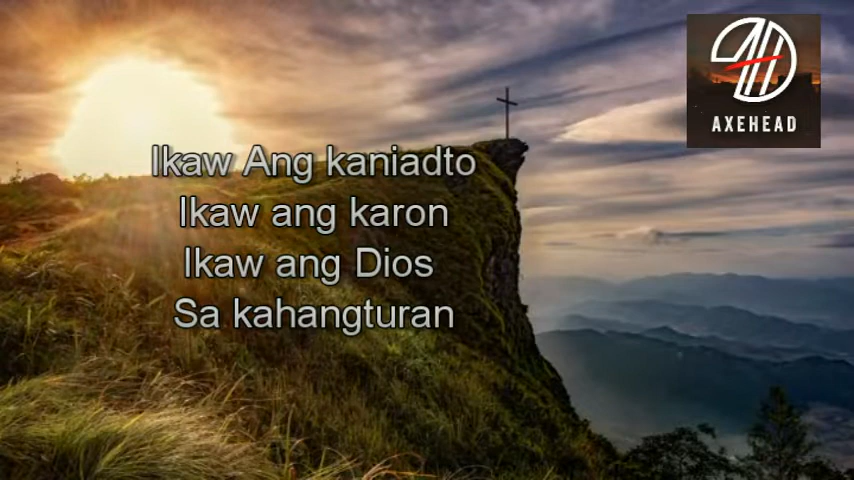 Ikaw Ang kaniadto
Ikaw ang karon
Ikaw ang Dios
Sa kahangturan
AXEHEAD